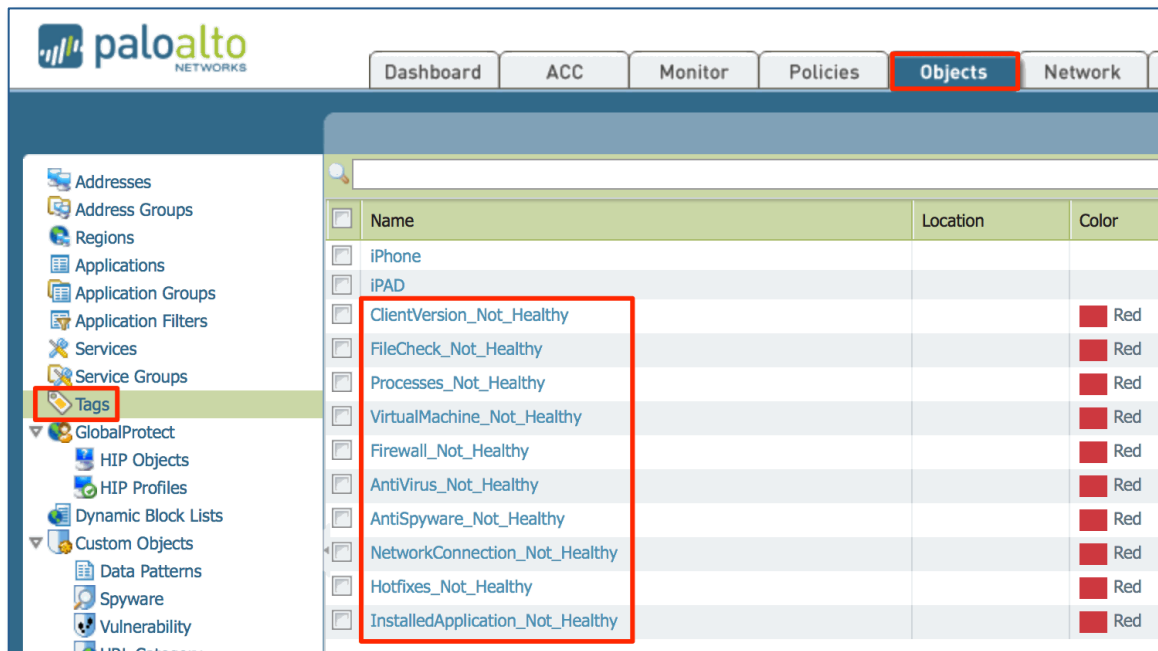 paloalto
NETWORKS
Dashboard ACC Monitor Policies Objects Network
Addresses
Address Groups
Regions
Applications
Application Groups
Application Filters
Services
Service Groups
Tags
GlobalProtect
HIP Objects
HIP Profiles
Dynamic Block Lists
Custom Objects
Data Patterns
Spyware
Vulnerability
Name Location Color
iPhone
iPAD
ClientVersion_Not_Healthy Red
FileCheck_Not_Healthy Red
Processes_Not_Healthy Red
VirtualMachine_Not_Healthy Red
Firewall_Not_Healthy Red
AntiVirus_Not_Healthy Red
AntiSpyware_Not_Healthy Red
NetworkConnection_Not_Healthy Red
Hotfixes_Not_Healthy Red
InstalledApplication_Not_Healthy Red